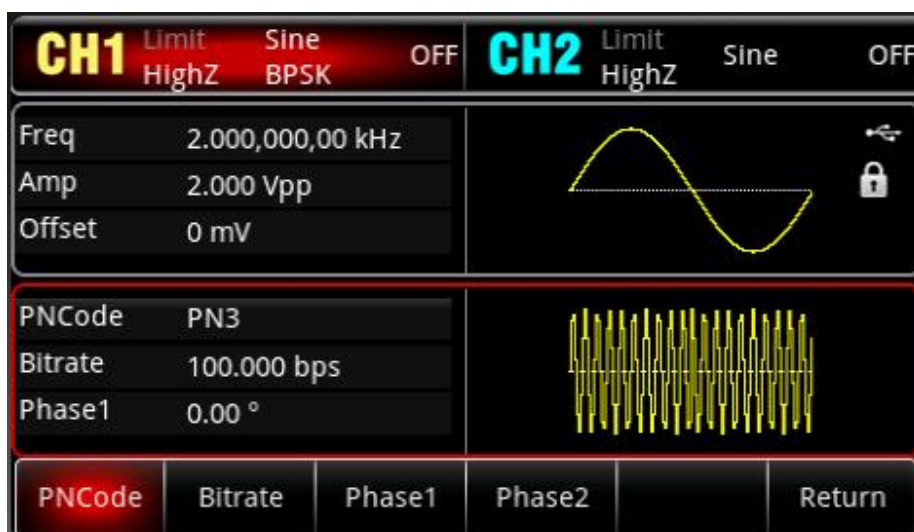 CH1 Limit Sine OFF CH2 Limit Sine OFF
HighZ BPSK HighZ
Freq 2.000,000,00 kHz
Amp 2.000 Vpp
Offset 0 mV
PNCode PN3
Bitrate 100.000 bps
Phase1 0.00 °
PNCode Bitrate Phase1 Phase2 Return